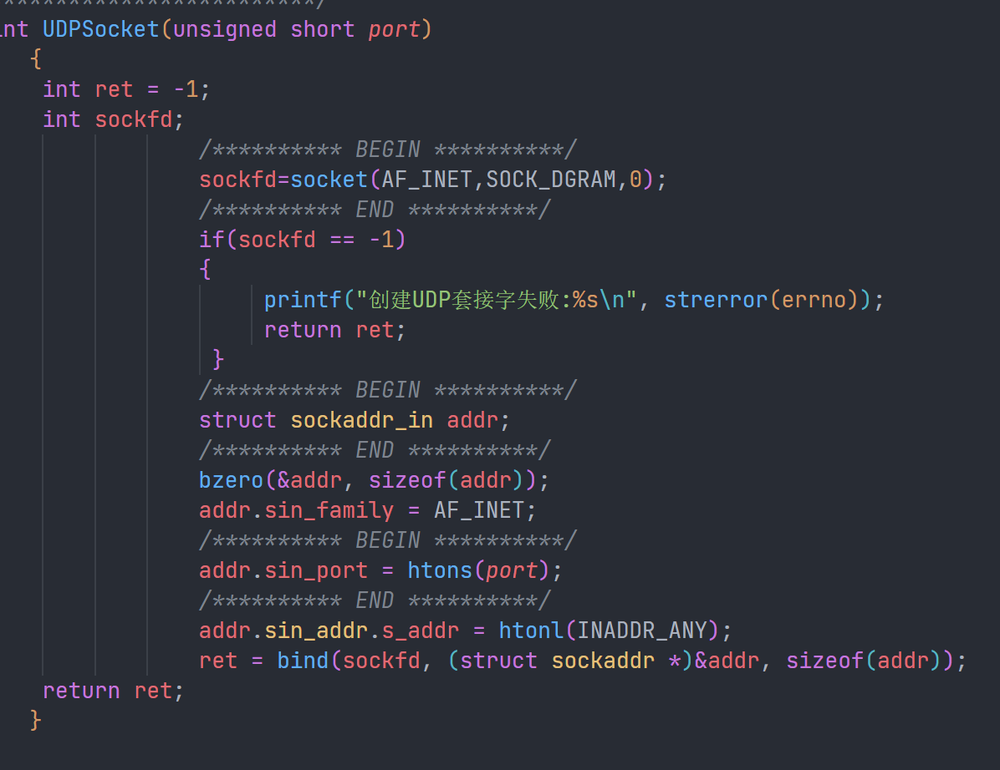 ***********************/
int UDPSocket(unsigned short port)
{
int ret = -1;
int sockfd;
/********** BEGIN **********/
sockfd=socket(AF_INET,SOCK_DGRAM,0);
/********** END **********/
if(sockfd == -1)
{
printf("创建UDP套接字失败:%s\n", strerror(errno));
return ret;
}
/********** BEGIN **********/
struct sockaddr_in addr;
/********** END **********/
bzero(&addr, sizeof(addr));
addr.sin_family = AF_INET;
/********** BEGIN **********/
addr.sin_port = htons(port);
/********** END **********/
addr.sin_addr.s_addr = htonl(INADDR_ANY);
ret = bind(sockfd, (struct sockaddr *)&addr, sizeof(addr));
return ret;
}